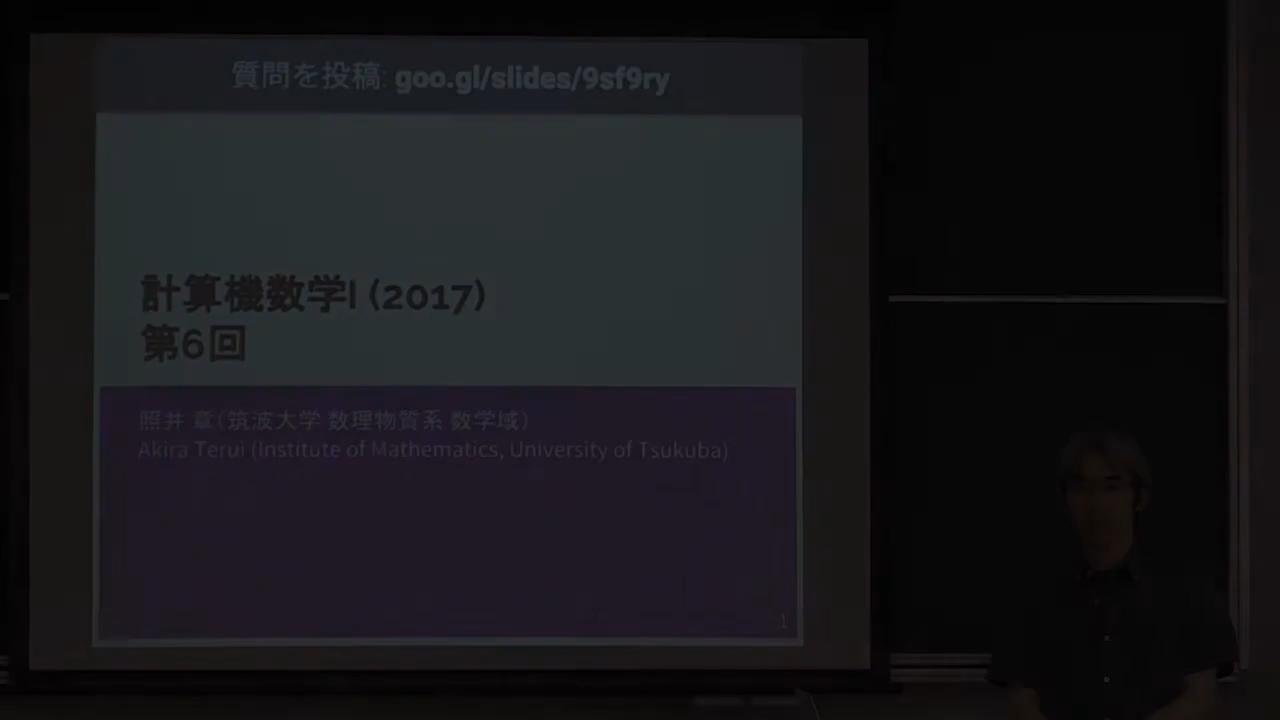 質問を投稿: goo.gl/slides/9sf9ry
計算機数学I (2017)
第6回
照井 章（筑波大学 数理物質系 数学域）
Akira Terui (Institute of Mathematics, University of Tsukuba)
1